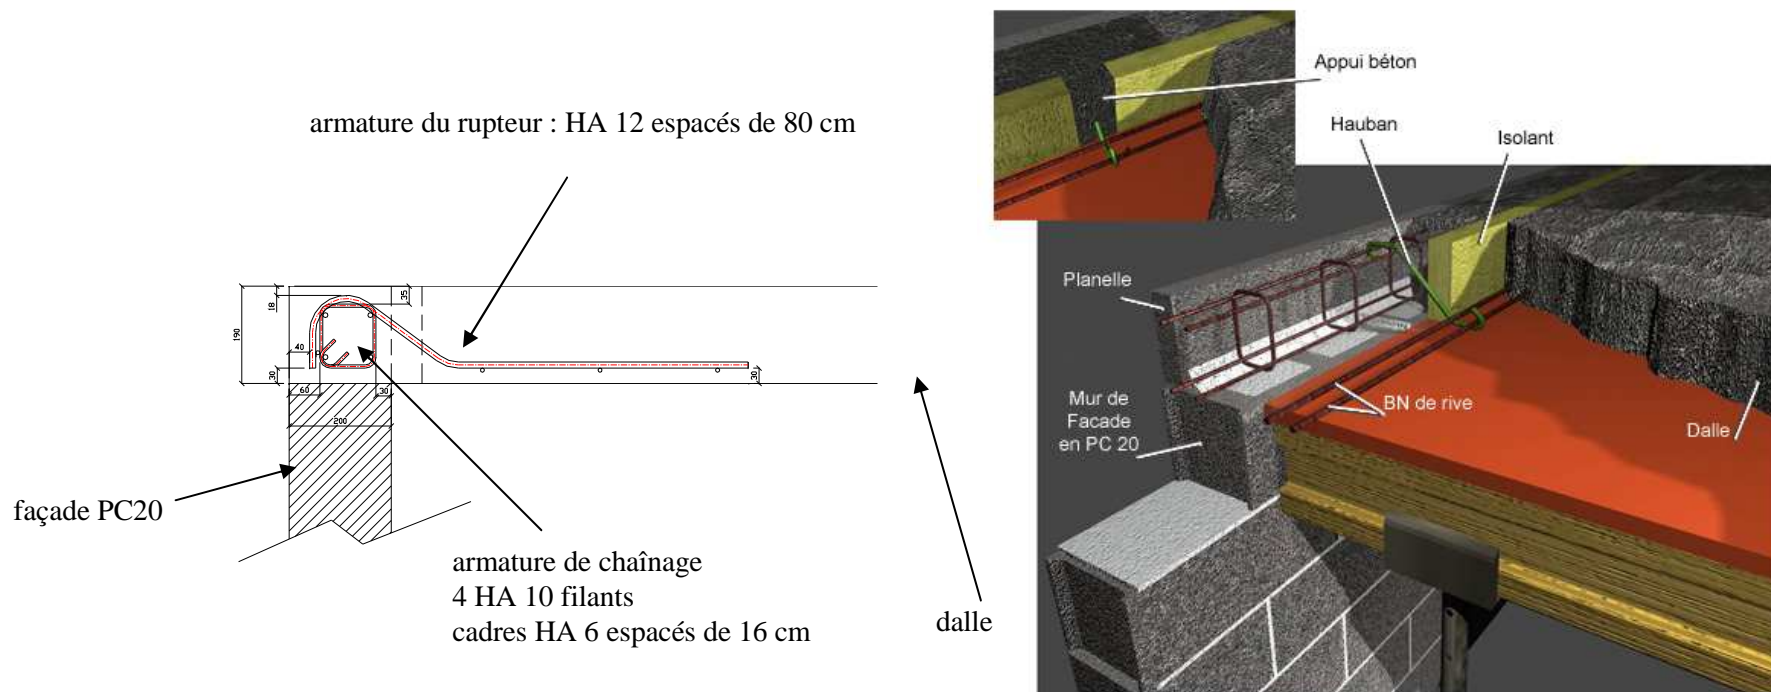 armature du rupteur : HA 12 espacés de 80 cm
18
35
190
40
30
60
30
200
30
façade PC20
armature de chaînage
4 HA 10 filants
cadres HA 6 espacés de 16 cm
dalle
Appui béton
Hauban
Isolant
Planelle
Mur de
Facade
en PC 20
BN de rive
Dalle